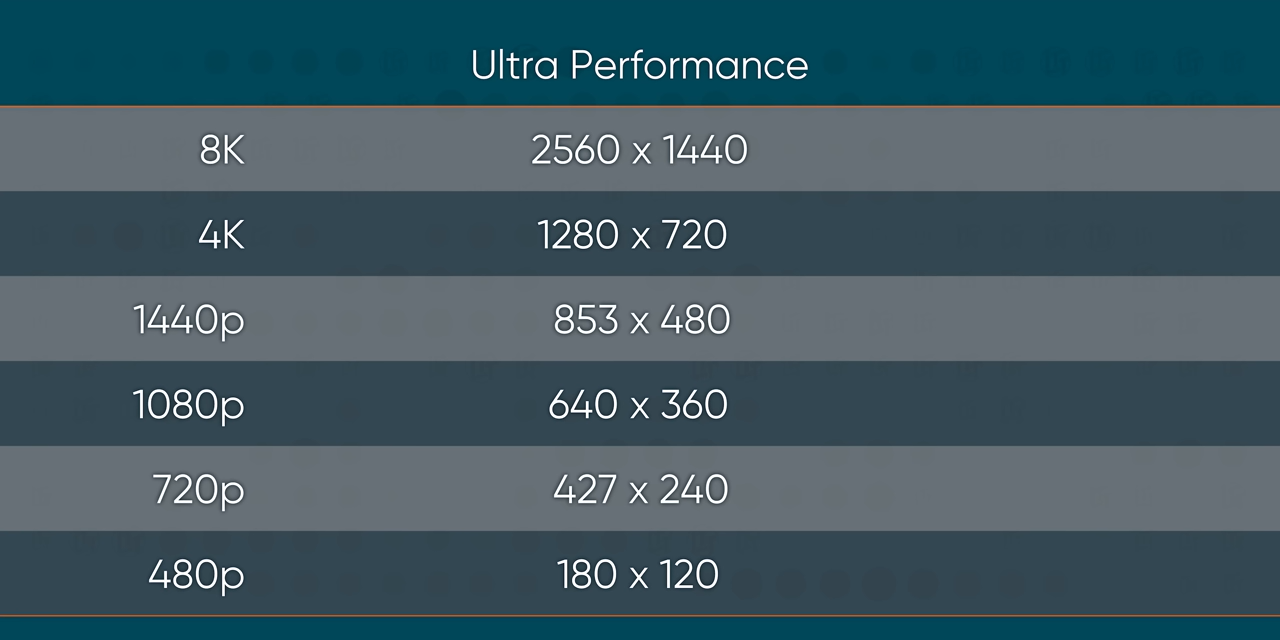 Ultra Performance
8K 2560 x 1440
4K 1280 x 720
1440p 853 x 480
1080p 640 x 360
720p 427 x 240
480p 180 x 120